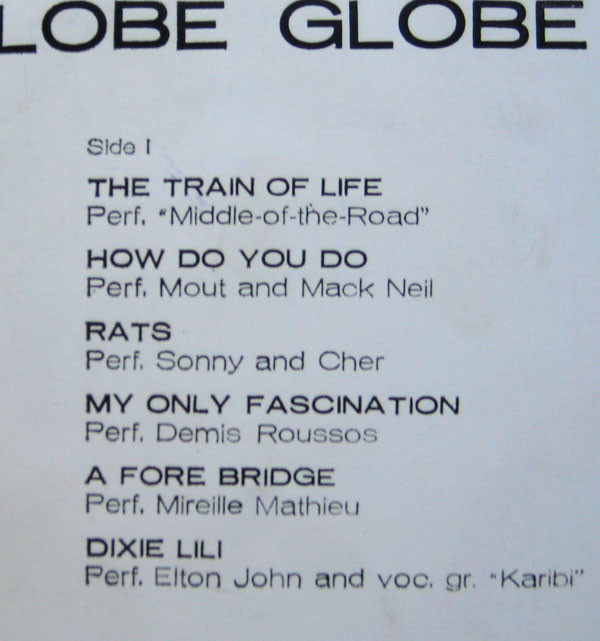 LOBE GLOBE
Side I
THE TRAIN OF LIFE
Perf. "Middle-of-the-Road"
HOW DO YOU DO
Perf. Mout and Mack Neil
RATS
Perf. Sonny and Cher
MY ONLY FASCINATION
Perf. Demis Roussos
A FORE BRIDGE
Perf. Mireille Mathieu
DIXIE LILI
Perf. Elton John and voc. gr. "Karibi"